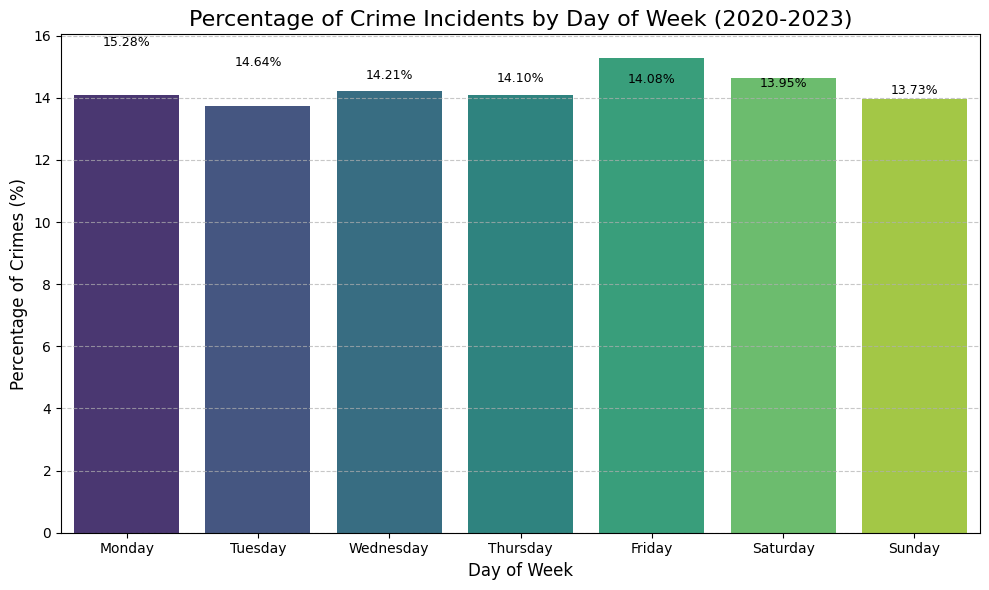 Percentage of Crime Incidents by Day of Week (2020-2023)
Percentage of Crimes (%)
16
14
12
10
8
6
4
2
0
15.28%
14.64%
14.21%
14.10%
14.08%
13.95%
13.73%
Monday
Tuesday
Wednesday
Thursday
Friday
Saturday
Sunday
Day of Week